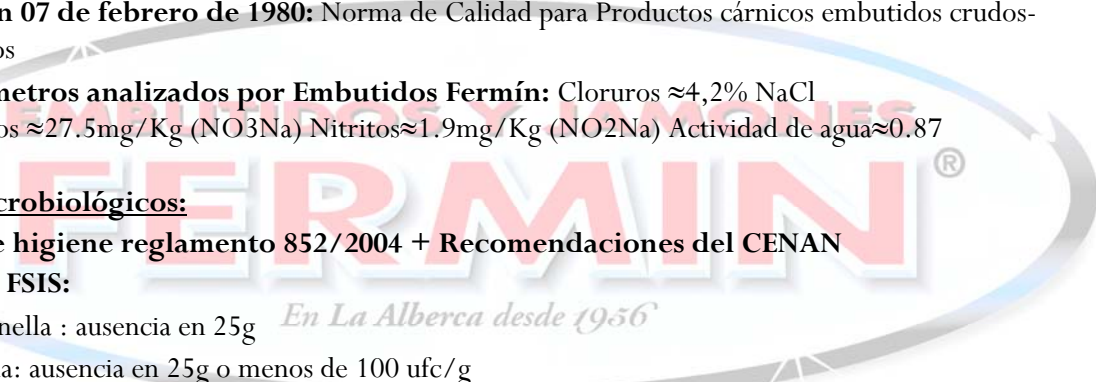 n 07 de febrero de 1980: Norma de Calidad para Productos cárnicos embutidos crudos-
os
metros analizados por Embutidos Fermín: Cloruros ≈4,2% NaCl
EMBUTIDOS Y JAMONES
os ≈27.5mg/Kg (NO3Na) Nitritos≈1.9mg/Kg (NO2Na) Actividad de agua≈0.87
FERMIN®
crobiológicos:
e higiene reglamento 852/2004 + Recomendaciones del CENAN
FSIS:
En La Alberca desde 1956
nella : ausencia en 25g
a: ausencia en 25g o menos de 100 ufc/g